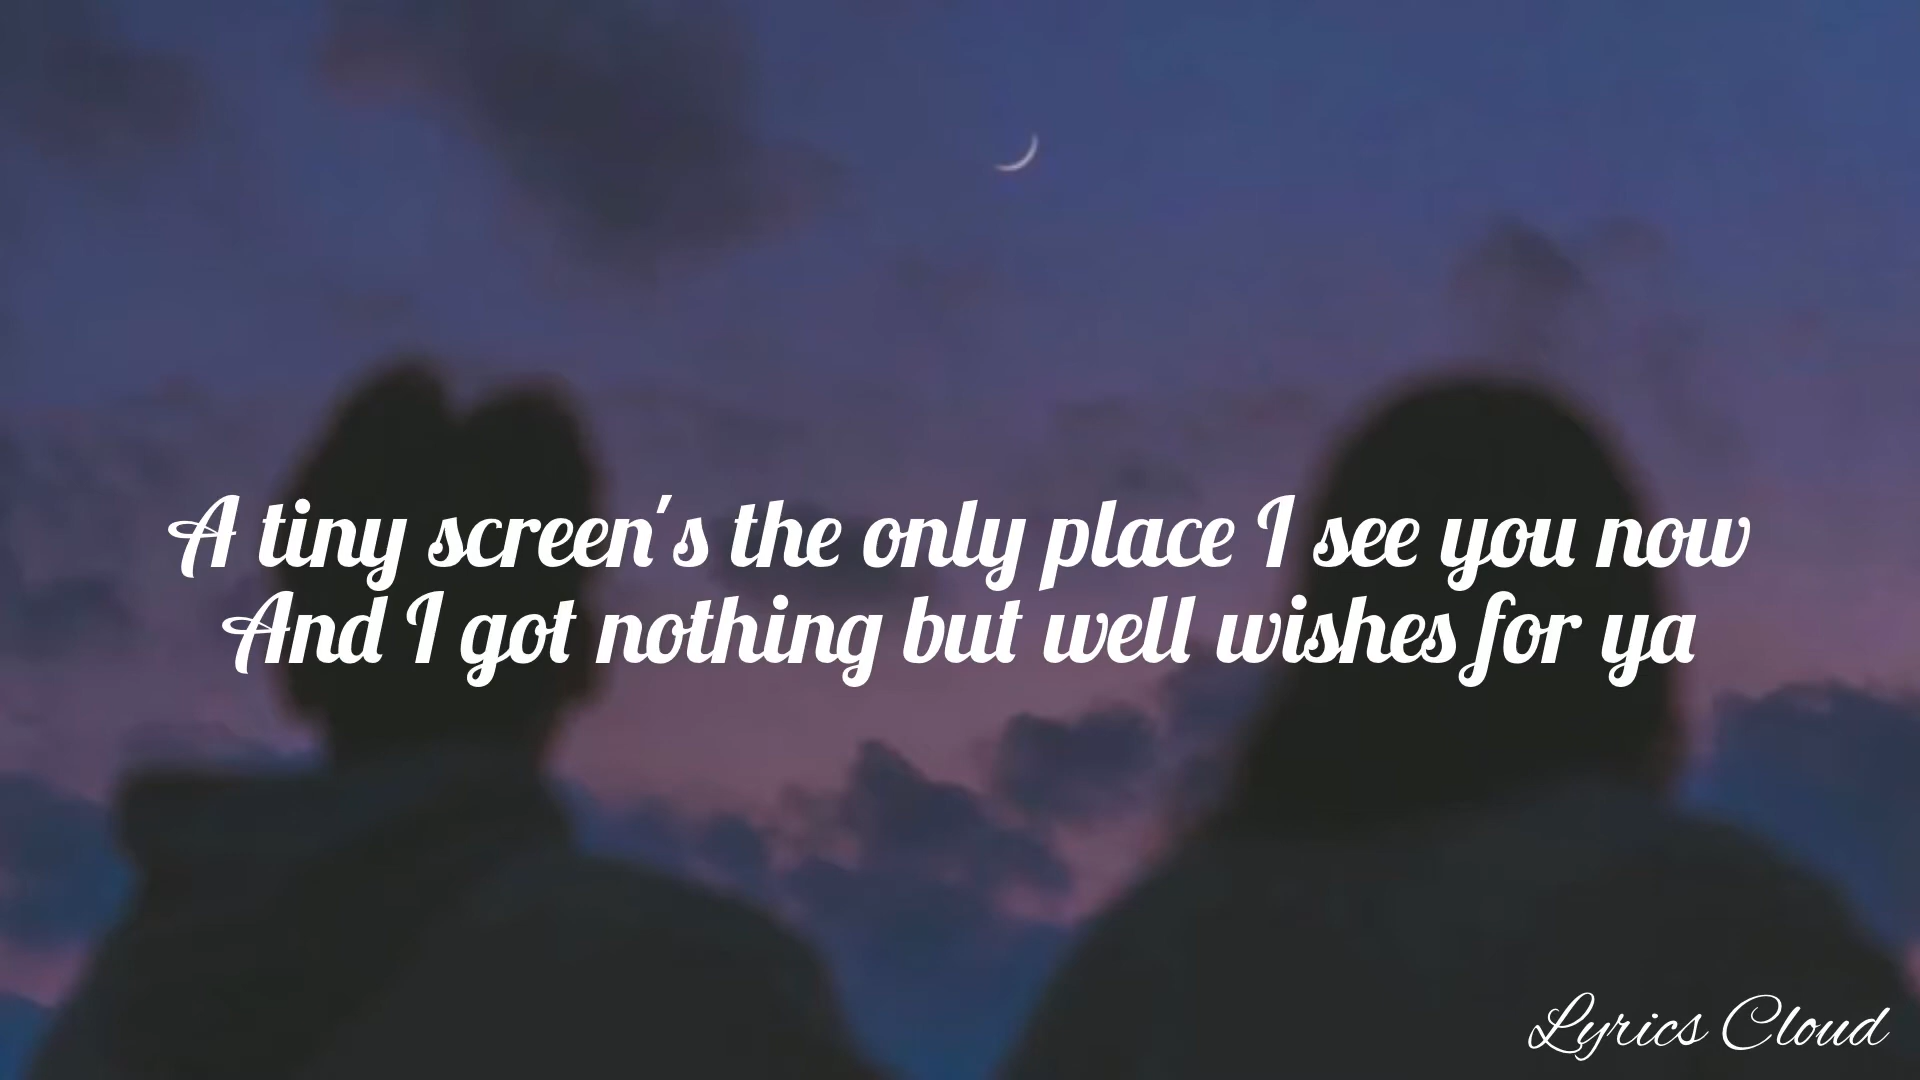 A tiny screen's the only place I see you now
And I got nothing but well wishes for ya
Lyrics Cloud